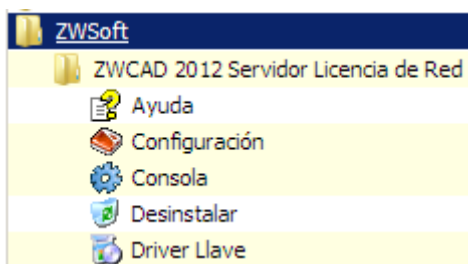 ZWSoft
ZWCAD 2012 Servidor Licencia de Red
Ayuda
Configuración
Consola
Desinstalar
Driver Llave